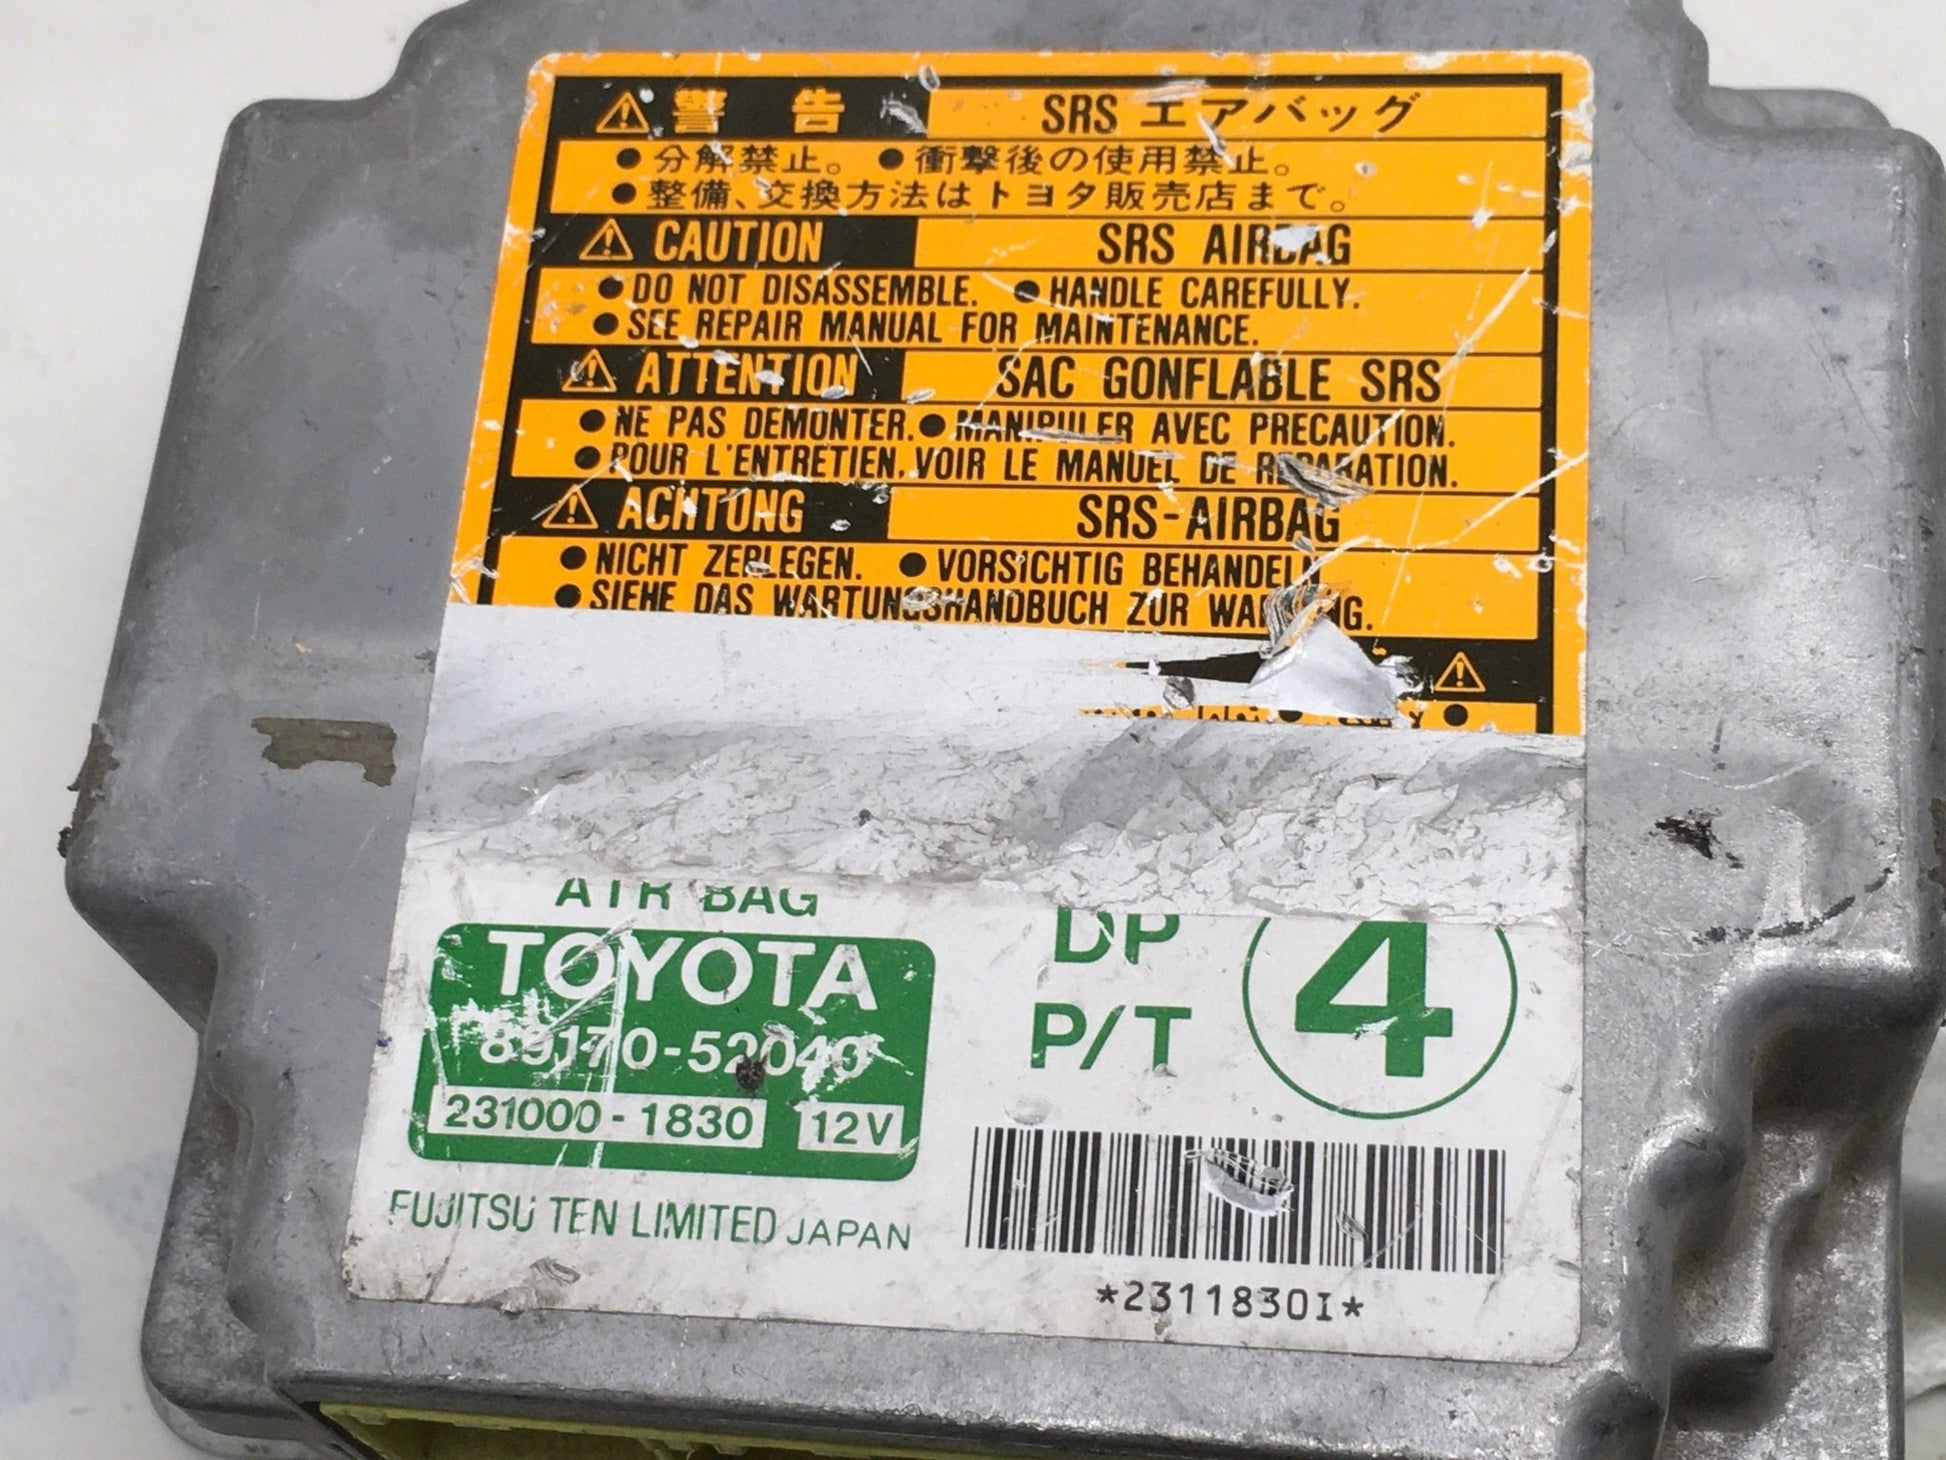 ⚠ 警告 SRS エアバッグ
● 分解禁止。 ● 衝撃後の使用禁止。
● 整備、交換方法はトヨタ販売店まで。
⚠ CAUTION SRS AIRBAG
● DO NOT DISASSEMBLE. ● HANDLE CAREFULLY.
● SEE REPAIR MANUAL FOR MAINTENANCE.
⚠ ATTENTION SAC GONFLABLE SRS
● NE PAS DEMONTER. ● MANIPULER AVEC PRECAUTION.
● POUR L'ENTRETIEN, VOIR LE MANUEL DE REPARATION.
⚠ ACHTUNG SRS-AIRBAG
● NICHT ZERLEGEN. ● VORSICHTIG BEHANDELN
● SIEHE DAS WARTUNGSHANDBUCH ZUR
AIR BAG
TOYOTA
89170-52040
231000-1830 12V
FUJITSU TEN LIMITED JAPAN
DP
P/T
4
*2311830I*